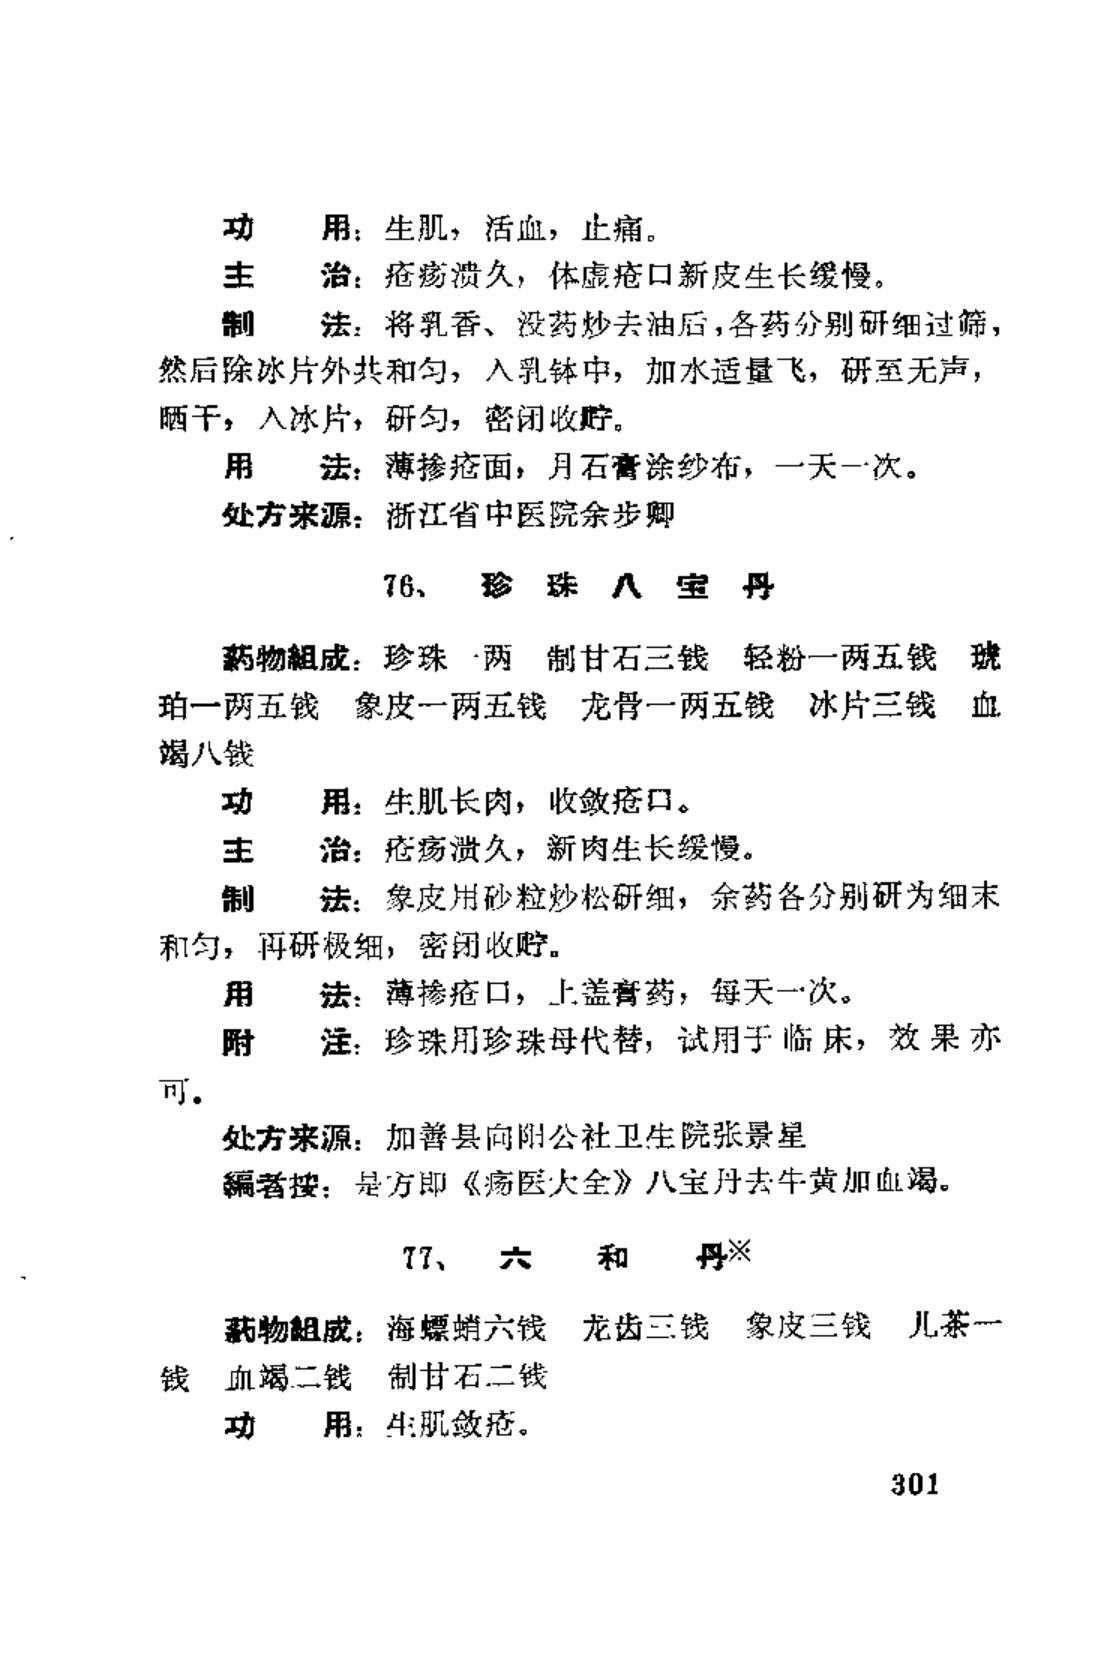 功　　用：生肌，活血，止痛。
主　　治：疮疡溃久，体虚疮口新皮生长缓慢。
制　　法：将乳香、没药炒去油后，各药分别研细过筛，
然后除冰片外共和匀，入乳钵中，加水适量飞，研至无声，
晒干，入冰片，研匀，密闭收贮。
用　　法：薄掺疮面，月石膏涂纱布，一天一次。
处方来源：浙江省中医院余步卿
76、 珍 珠 八 宝 丹
药物組成：珍珠一两　制甘石三钱　轻粉一两五钱　琥
珀一两五钱　象皮一两五钱　龙骨一两五钱　冰片三钱　血
竭八钱
功　　用：生肌长肉，收敛疮口。
主　　治：疮疡溃久，新肉生长缓慢。
制　　法：象皮用砂粒炒松研细，余药各分别研为细末
和匀，再研极细，密闭收贮。
用　　法：薄掺疮口，上盖膏药，每天一次。
附　　注：珍珠用珍珠母代替，试用于临床，效果亦
可。
处方来源：加善县向阳公社卫生院张景星
編者按：是方即《疡医大全》八宝丹去牛黄加血竭。
77、 六 和 丹※
药物組成：海螵蛸六钱　龙齿三钱　象皮三钱　儿茶一
钱　血竭二钱　制甘石二钱
功　　用：生肌敛疮。
301